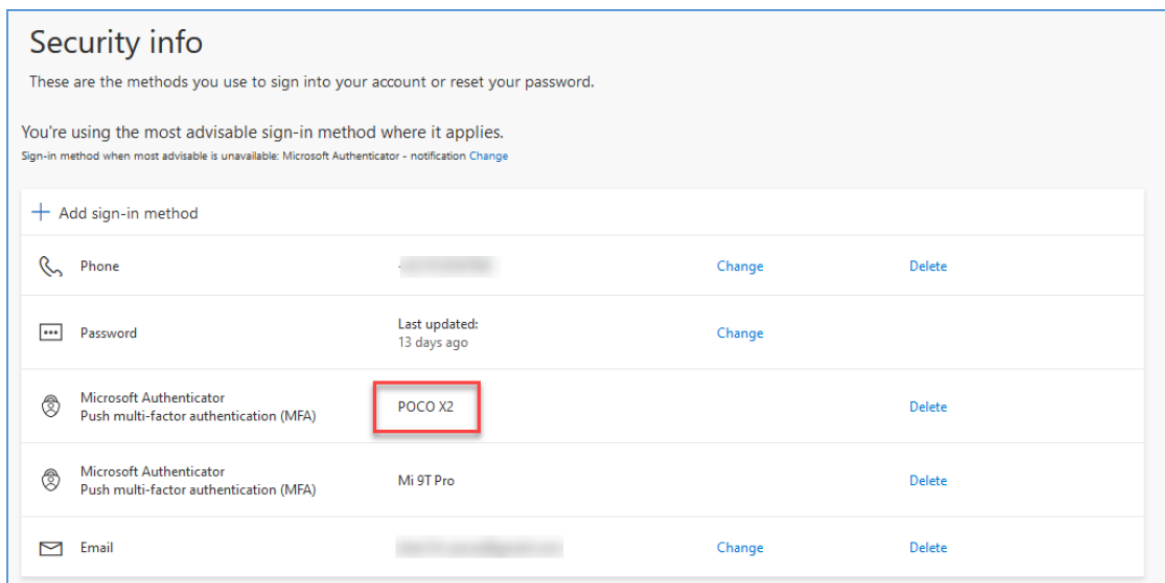 Security info
These are the methods you use to sign into your account or reset your password.
You're using the most advisable sign-in method where it applies.
Sign-in method when most advisable is unavailable: Microsoft Authenticator - notification Change
Add sign-in method
Phone Change Delete
Password Last updated: Change
13 days ago
Microsoft Authenticator
Push multi-factor authentication (MFA) POCO X2 Delete
Microsoft Authenticator
Push multi-factor authentication (MFA) Mi 9T Pro Delete
Email Change Delete